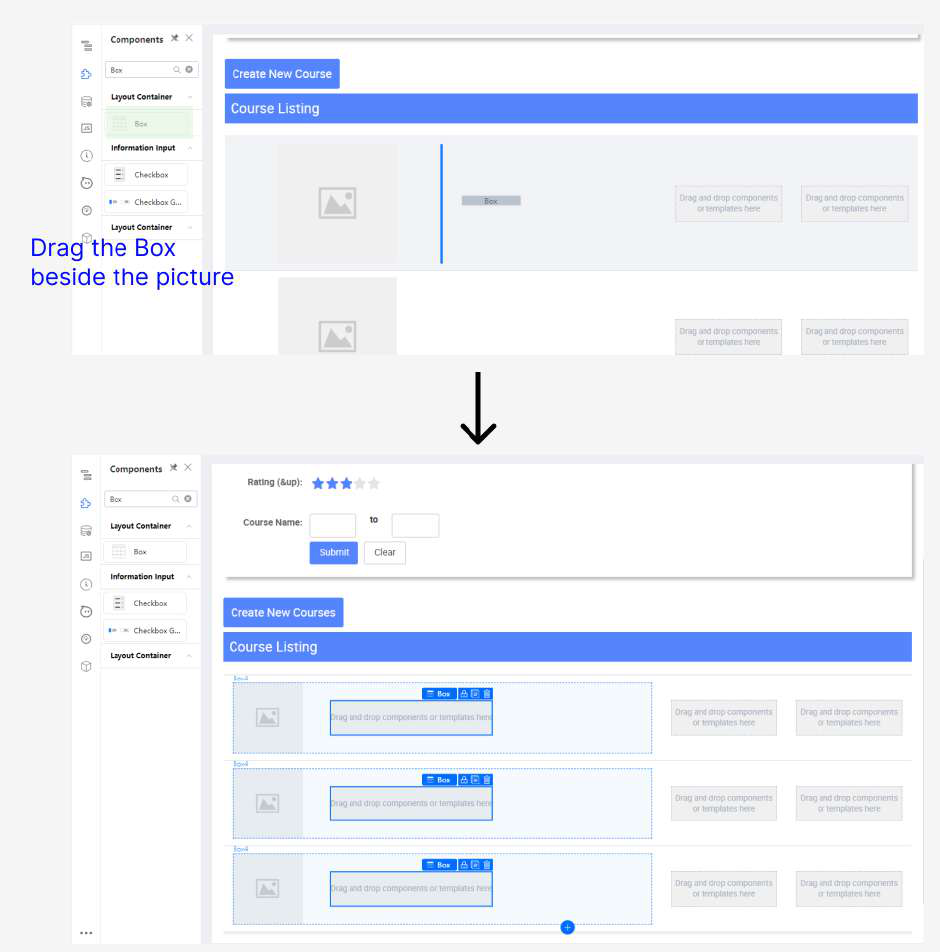 Components
Box
Layout Container
Box
Information Input
Checkbox
Checkbox G...
Layout Container
Drag the Box
beside the picture
Create New Course
Course Listing
Box
Drag and drop components
or templates here
Drag and drop components
or templates here
Drag and drop components
or templates here
Drag and drop components
or templates here
Components
Box
Layout Container
Box
Information Input
Checkbox
Checkbox G...
Layout Container
Rating (&up):
Course Name:
to
Submit
Clear
Create New Courses
Course Listing
Box4
Box
Drag and drop components or templates here
Drag and drop components
or templates here
Drag and drop components
or templates here
Box4
Box
Drag and drop components or templates here
Drag and drop components
or templates here
Drag and drop components
or templates here
Box4
Box
Drag and drop components or templates here
Drag and drop components
or templates here
Drag and drop components
or templates here